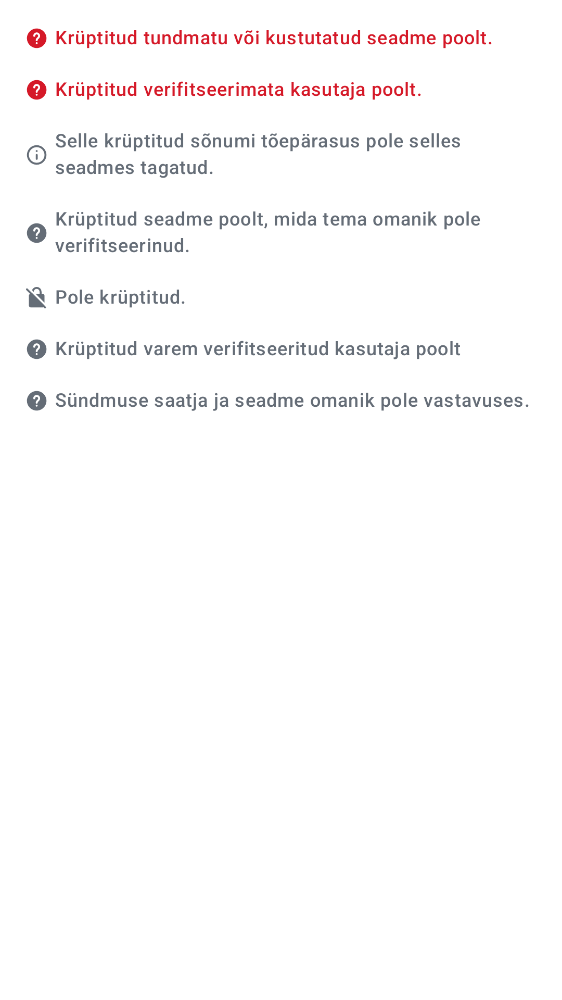 Krüptitud tundmatu või kustutatud seadme poolt.
Krüptitud verifitseerimata kasutaja poolt.
Selle krüptitud sõnumi tõepärasus pole selles
seadmes tagatud.
Krüptitud seadme poolt, mida tema omanik pole
verifitseerinud.
Pole krüptitud.
Krüptitud varem verifitseeritud kasutaja poolt
Sündmuse saatja ja seadme omanik pole vastavuses.